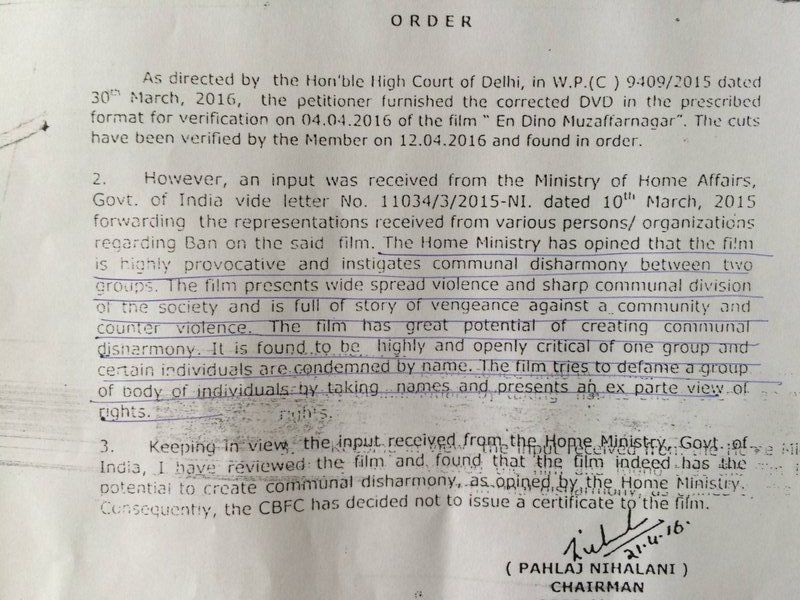 ORDER
As directed by the Hon'ble High Court of Delhi, in W.P.(C ) 9409/2015 dated
30th March, 2016, the petitioner furnished the corrected DVD in the prescribed
format for verification on 04.04.2016 of the film " En Dino Muzaffarnagar". The cuts
have been verified by the Member on 12.04.2016 and found in order.
2. However, an input was received from the Ministry of Home Affairs,
Govt. of India vide letter No. 11034/3/2015-NI. dated 10th March, 2015
forwarding the representations received from various persons/ organizations
regarding Ban on the said film. The Home Ministry has opined that the film
is highly provocative and instigates communal disharmony between two
groups. The film presents wide spread violence and sharp communal division
of the society and is full of story of vengeance against a community and
counter violence. The film has great potential of creating communal
disharmony. It is found to be highly and openly critical of one group and
certain individuals are condemned by name. The film tries to defame a group
of body of individuals by taking names and presents an ex parte view of
rights. rights.
3. Keeping in view, the input received from the Home Ministry, Govt. of
India, I have reviewed the film and found that the film indeed has the
potential to create communal disharmony, as opined by the Home Ministry.
Consequently, the CBFC has decided not to issue a certificate to the film.
21.4.16.
( PAHLAJ NIHALANI )
CHAIRMAN